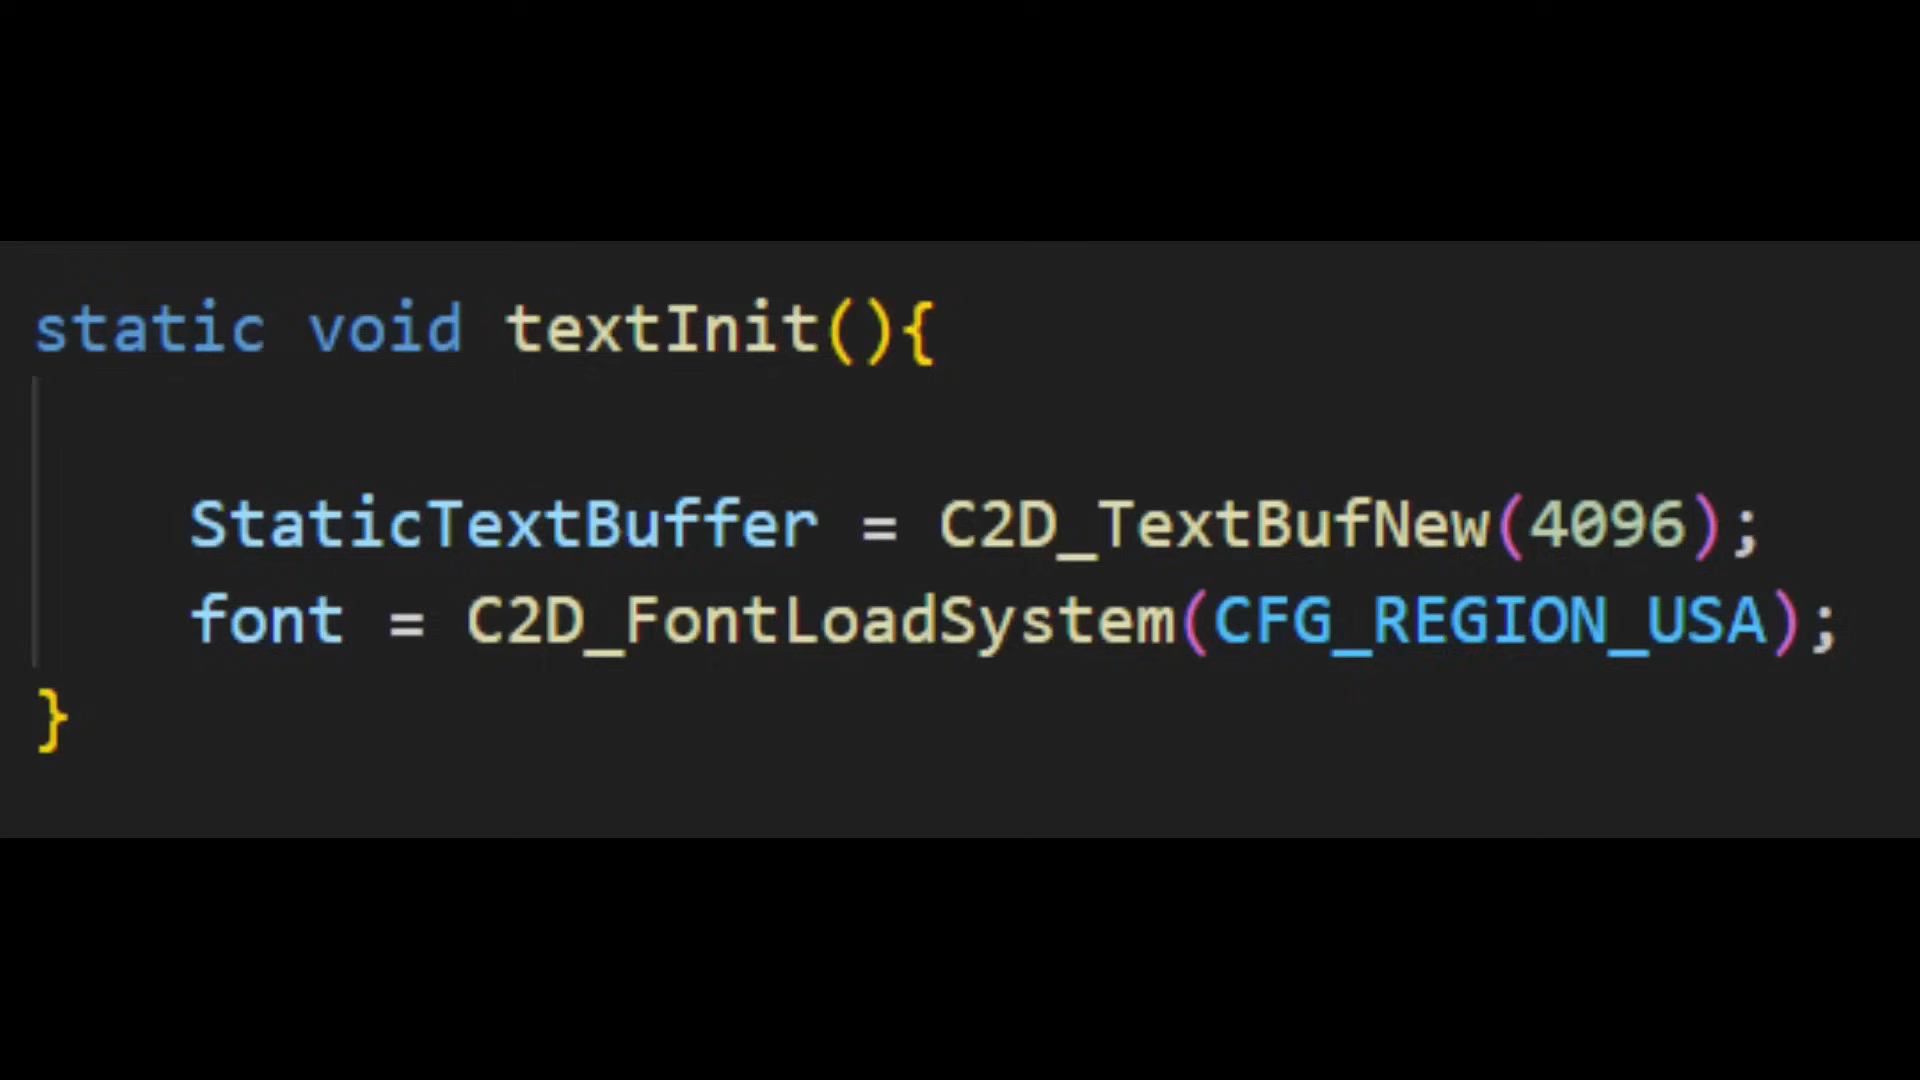 static void textInit(){
StaticTextBuffer = C2D_TextBufNew(4096);
font = C2D_FontLoadSystem(CFG_REGION_USA);
}